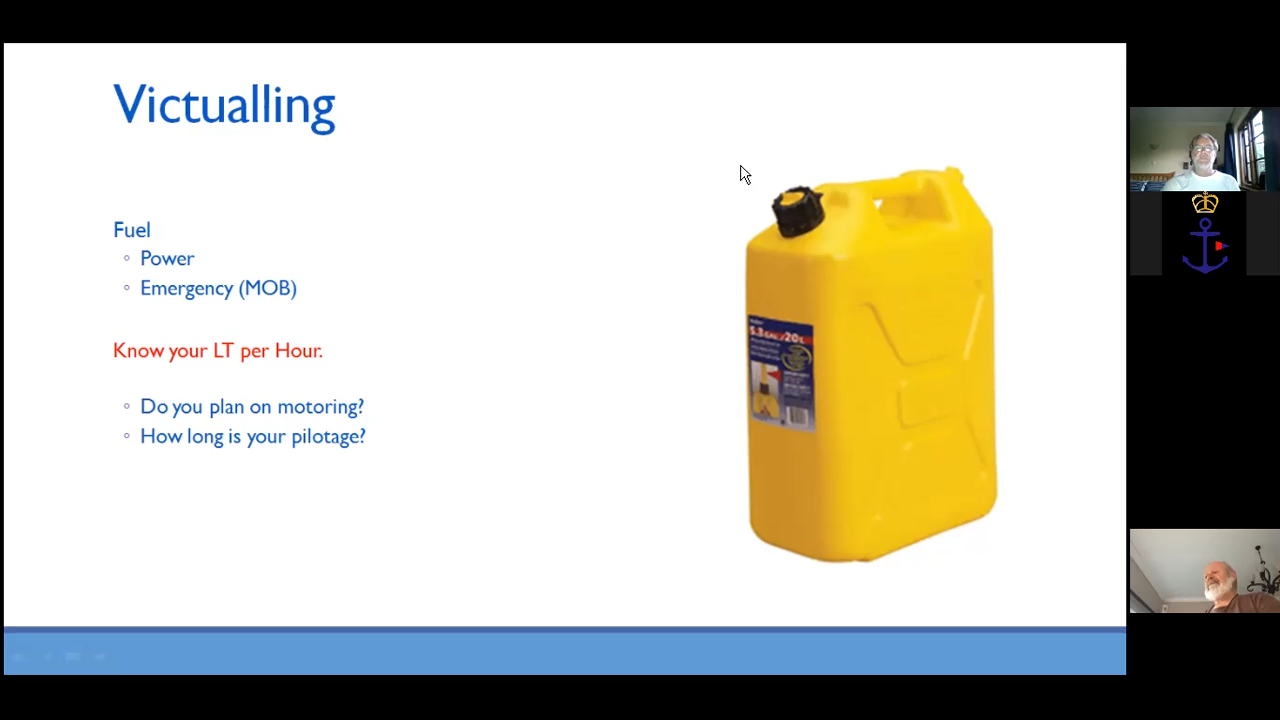 Victualling
Fuel
Power
Emergency (MOB)
Know your LT per Hour.
Do you plan on motoring?
How long is your pilotage?
5.3 GAL / 20 L